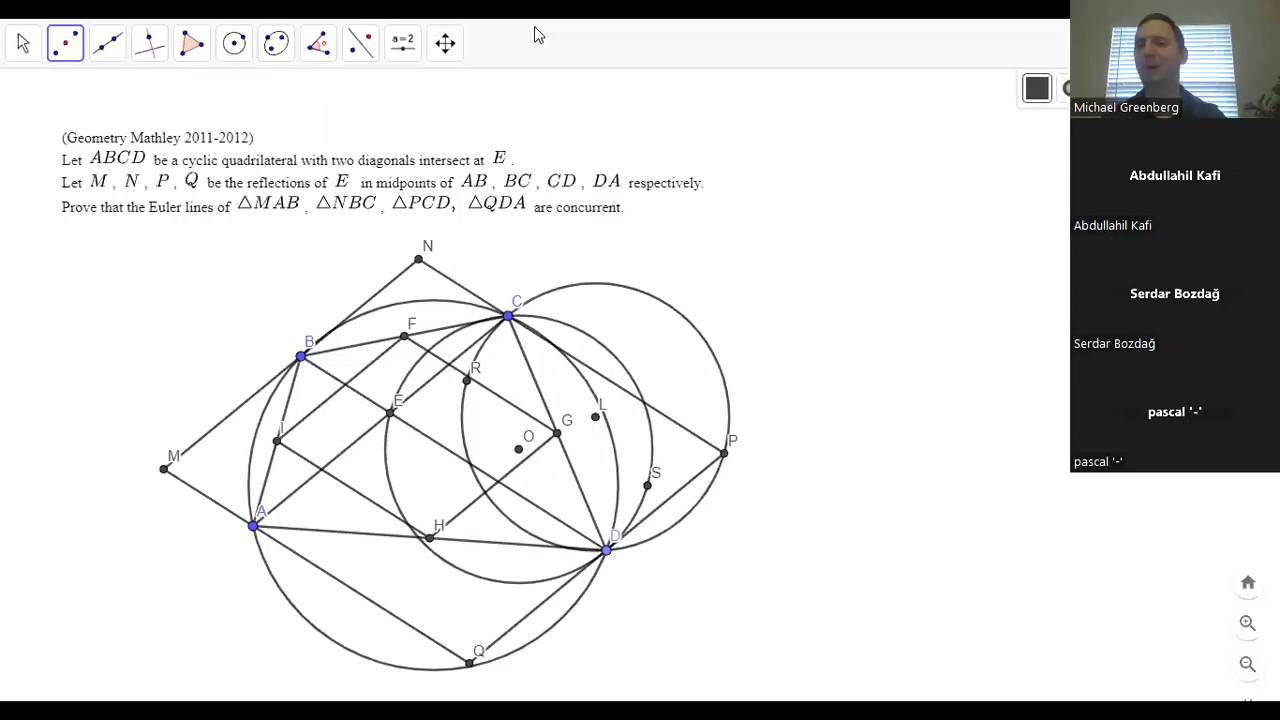 a = 2
(Geometry Mathley 2011-2012)
Let ABCD be a cyclic quadrilateral with two diagonals intersect at E .
Let M , N , P , Q be the reflections of E in midpoints of AB , BC , CD , DA respectively.
Prove that the Euler lines of △MAB , △NBC , △PCD, △QDA are concurrent.
N
C
F
B
R
E
L
G
I
O
P
M
S
A
H
D
Q
Michael Greenberg
Abdullahil Kafi
Abdullahil Kafi
Serdar Bozdağ
Serdar Bozdağ
pascal '-'
pascal '-'